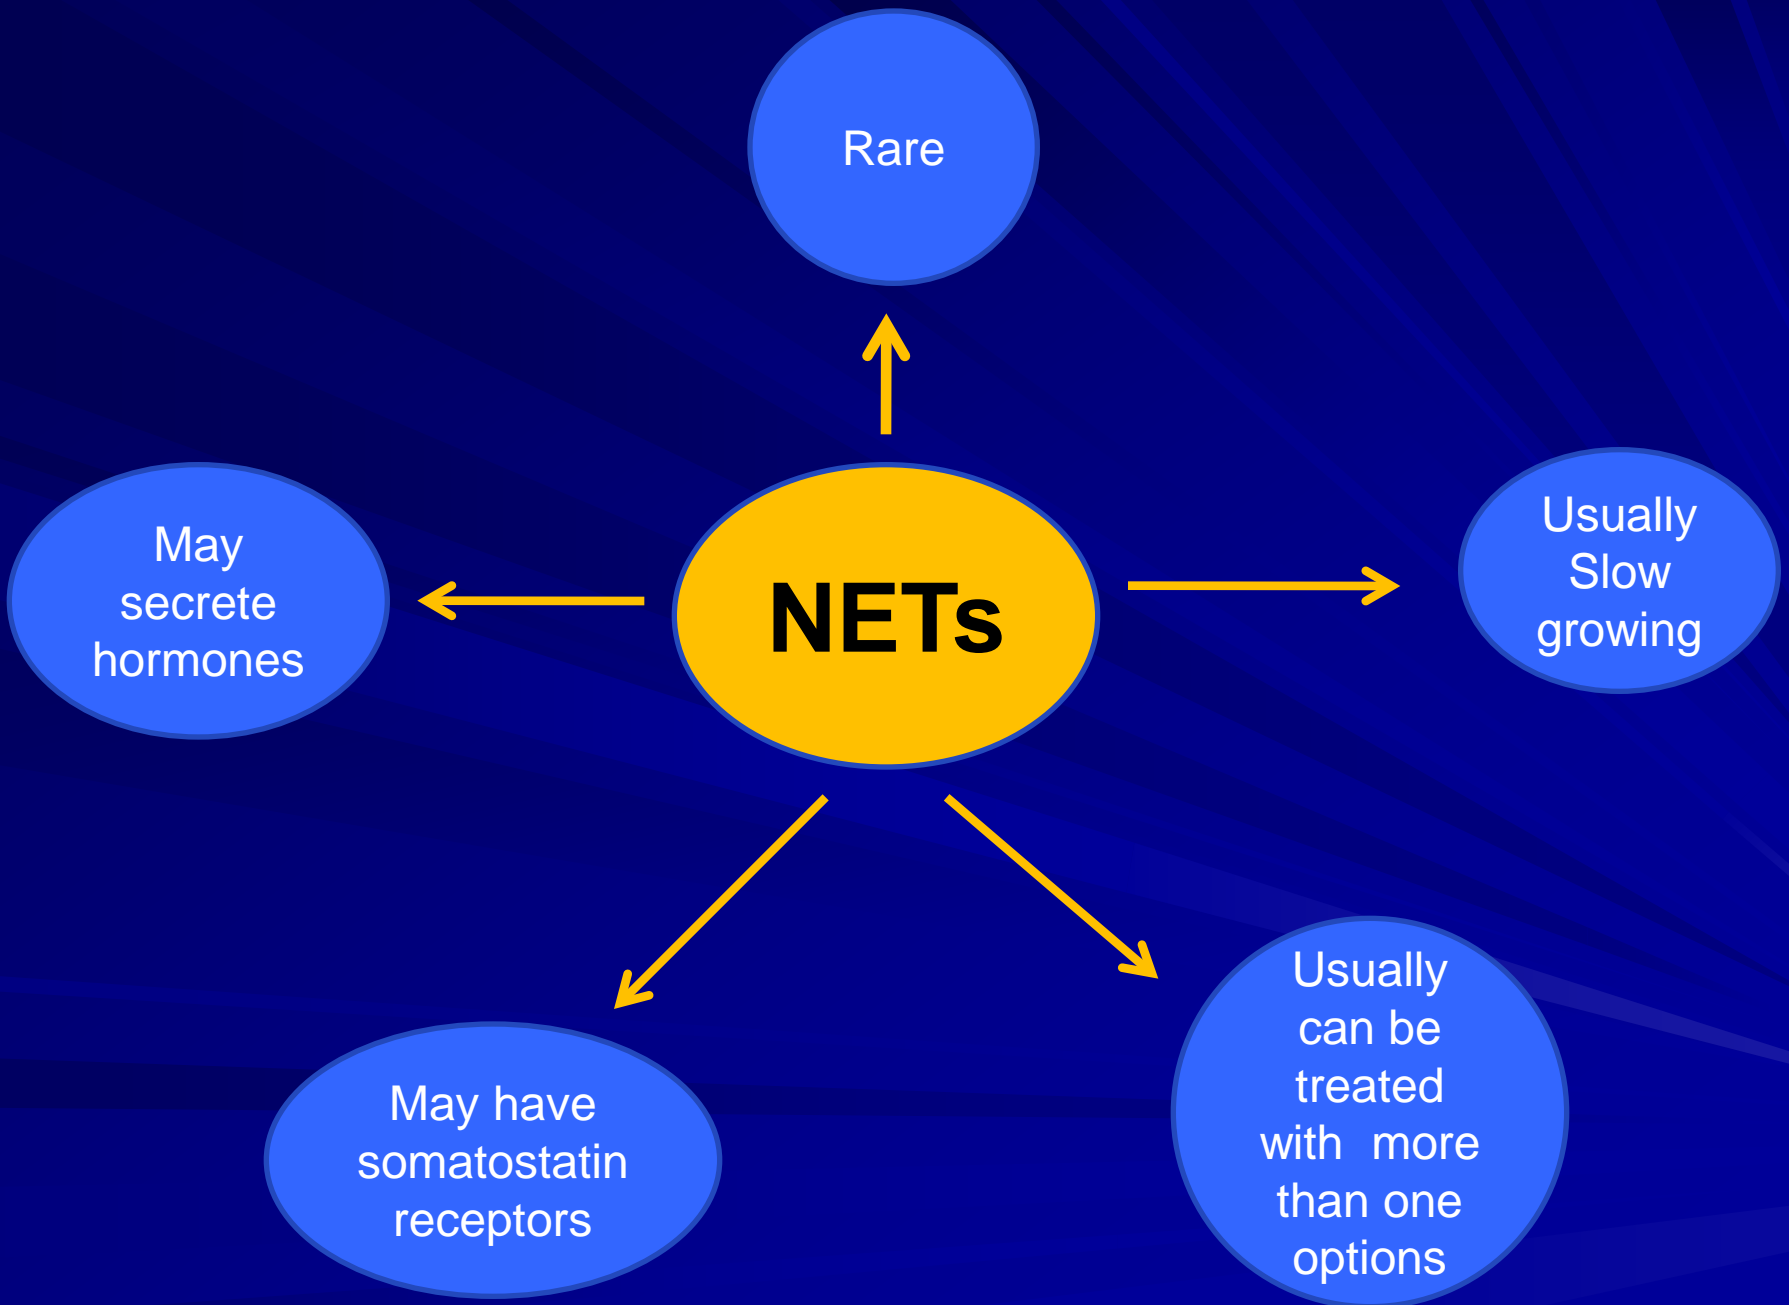 Rare
NETs
May
secrete
hormones
Usually
Slow
growing
May have
somatostatin
receptors
Usually
can be
treated
with  more
than one
options